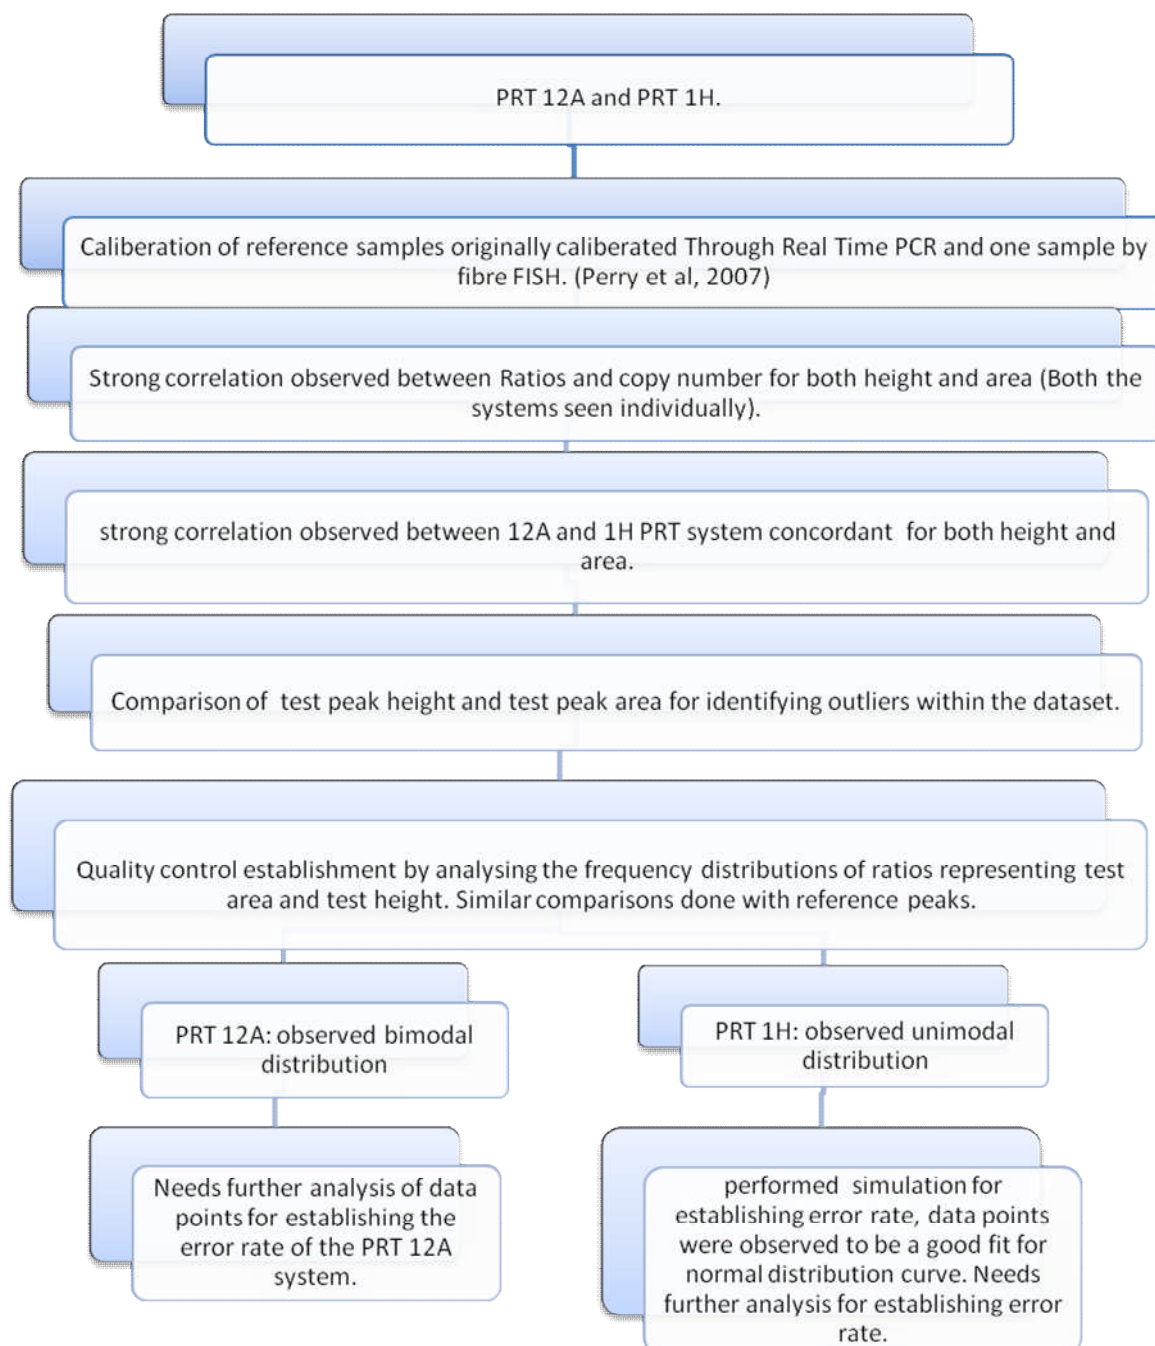 PRT 12A and PRT 1H.
Caliberation of reference samples originally caliberated Through Real Time PCR and one sample by
fibre FISH. (Perry et al, 2007)
Strong correlation observed between Ratios and copy number for both height and area (Both the
systems seen individually).
strong correlation observed between 12A and 1H PRT system concordant for both height and
area.
Comparison of test peak height and test peak area for identifying outliers within the dataset.
Quality control establishment by analysing the frequency distributions of ratios representing test
area and test height. Similar comparisons done with reference peaks.
PRT 12A: observed bimodal
distribution
PRT 1H: observed unimodal
distribution
Needs further analysis of data
points for establishing the
error rate of the PRT 12A
system.
performed simulation for
establishing error rate, data points
were observed to be a good fit for
normal distribution curve. Needs
further analysis for establishing error
rate.